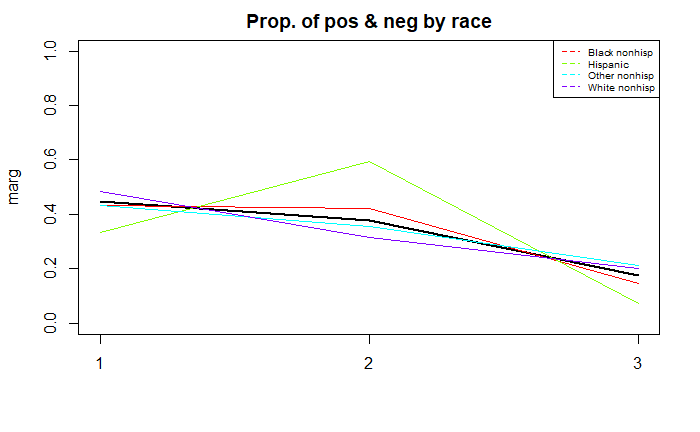 Prop. of pos & neg by race
Black nonhisp
Hispanic
Other nonhisp
White nonhisp
marg
1.0
0.8
0.6
0.4
0.2
0.0
1 2 3